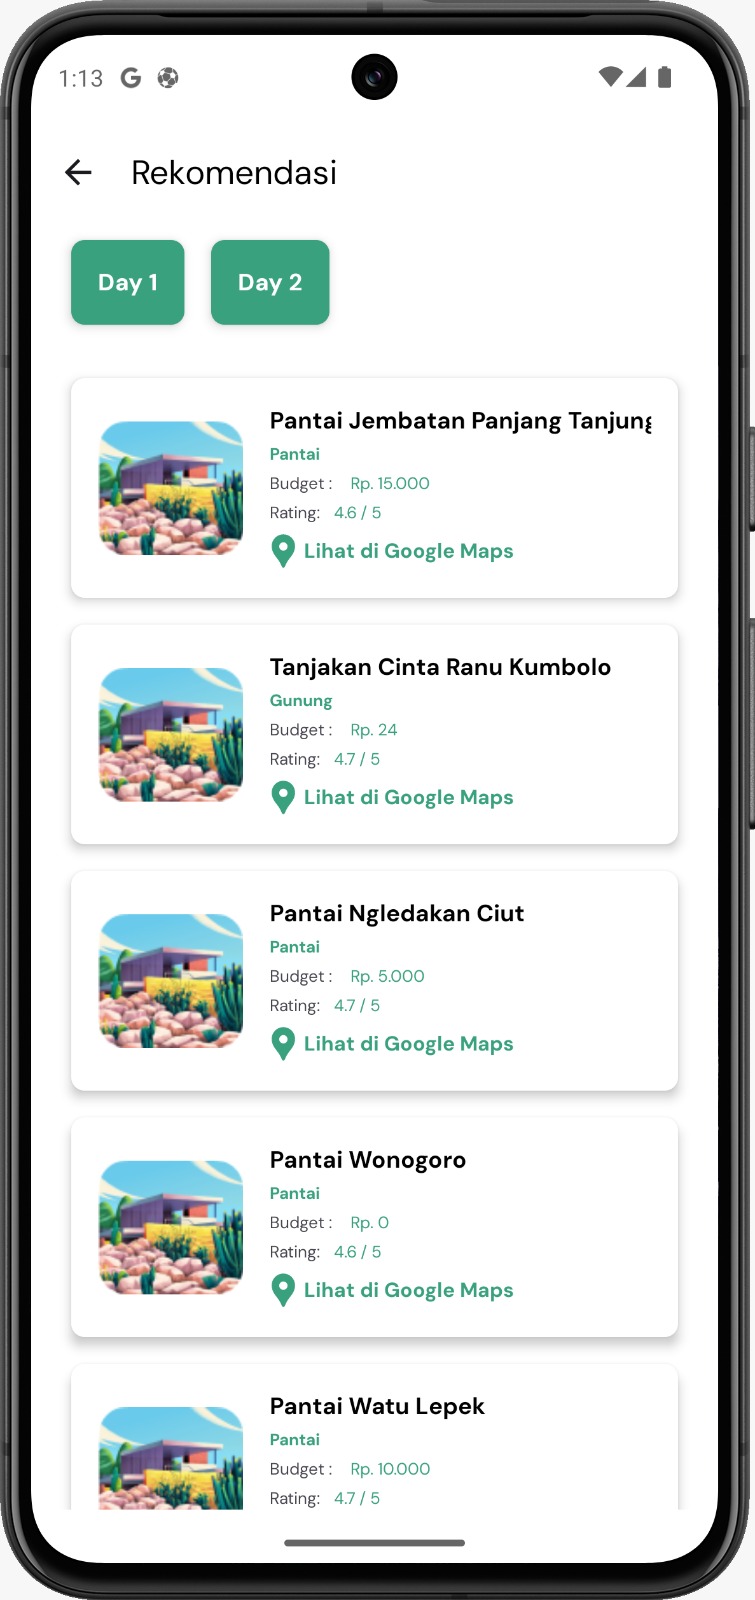 1:13
Rekomendasi
Day 1
Day 2
Pantai Jembatan Panjang Tanjung
Pantai
Budget : Rp. 15.000
Rating: 4.6 / 5
Lihat di Google Maps
Tanjakan Cinta Ranu Kumbolo
Gunung
Budget : Rp. 24
Rating: 4.7 / 5
Lihat di Google Maps
Pantai Ngledakan Ciut
Pantai
Budget : Rp. 5.000
Rating: 4.7 / 5
Lihat di Google Maps
Pantai Wonogoro
Pantai
Budget : Rp. 0
Rating: 4.6 / 5
Lihat di Google Maps
Pantai Watu Lepek
Pantai
Budget : Rp. 10.000
Rating: 4.7 / 5